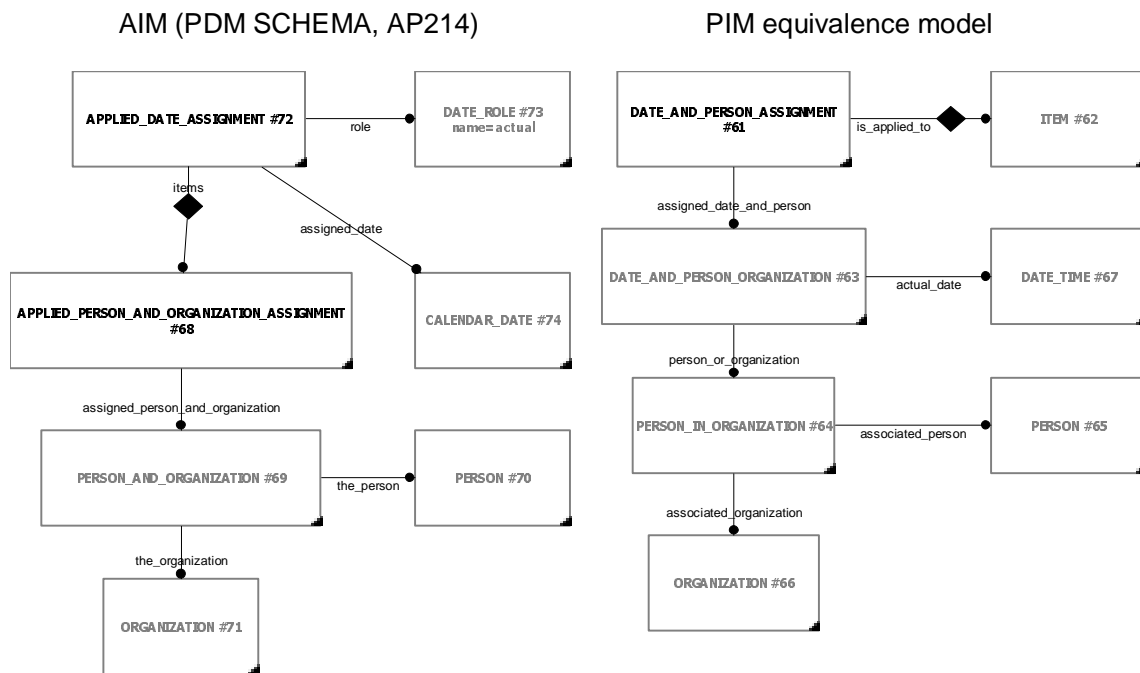 AIM (PDM SCHEMA, AP214)
APPLIED_DATE_ASSIGNMENT #72
role
DATE_ROLE #73
name=actual
items
assigned_date
APPLIED_PERSON_AND_ORGANIZATION_ASSIGNMENT
#68
CALENDAR_DATE #74
assigned_person_and_organization
PERSON_AND_ORGANIZATION #69
the_person
PERSON #70
the_organization
ORGANIZATION #71
PIM equivalence model
DATE_AND_PERSON_ASSIGNMENT
#61
is_applied_to
ITEM #62
assigned_date_and_person
DATE_AND_PERSON_ORGANIZATION #63
actual_date
DATE_TIME #67
person_or_organization
PERSON_IN_ORGANIZATION #64
associated_person
PERSON #65
associated_organization
ORGANIZATION #66